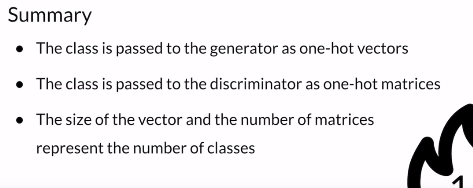 Summary
● The class is passed to the generator as one-hot vectors
● The class is passed to the discriminator as one-hot matrices
● The size of the vector and the number of matrices
represent the number of classes